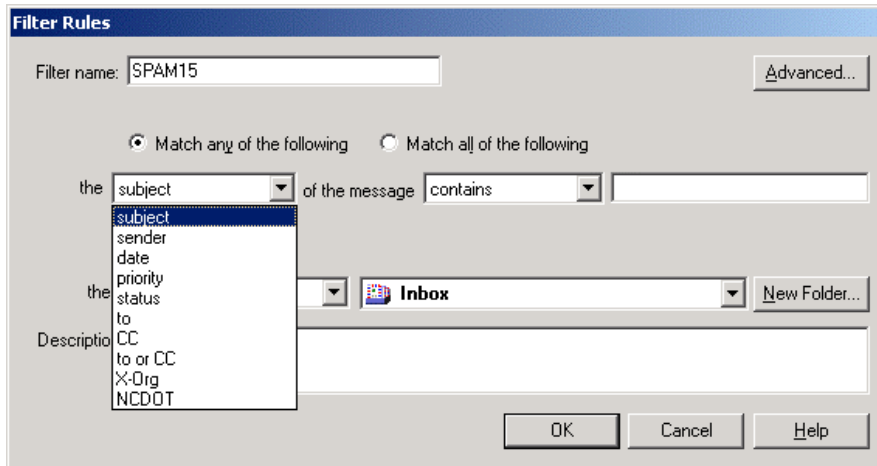 Filter Rules
Filter name: SPAM15 Advanced...
Match any of the following Match all of the following
the subject of the message contains
subject
sender
date
priority
status
to
CC
to or CC
X-Org
NCDOT
the Inbox New Folder...
Descriptio
OK Cancel Help